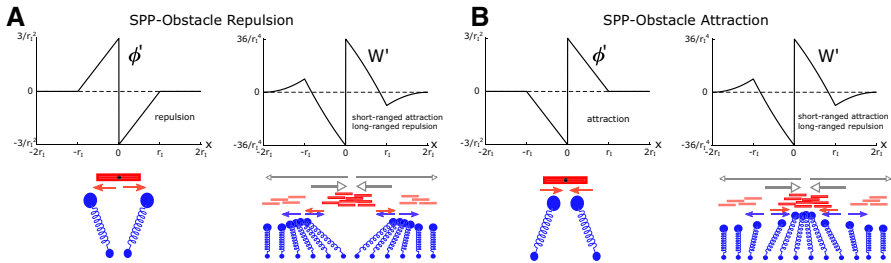 A SPP-Obstacle Repulsion
3/r₁²
ϕ'
0
-3/r₁²
repulsion
-2r₁ -r₁ 0 r₁ 2r₁ x
36/r₁⁴
W'
0
-36/r₁⁴
short-ranged attraction
long-ranged repulsion
-2r₁ -r₁ 0 r₁ 2r₁ x
B SPP-Obstacle Attraction
3/r₁²
ϕ'
0
-3/r₁²
attraction
-2r₁ -r₁ 0 r₁ 2r₁ x
36/r₁⁴
W'
0
-36/r₁⁴
short-ranged attraction
long-ranged repulsion
-2r₁ -r₁ 0 r₁ 2r₁ x